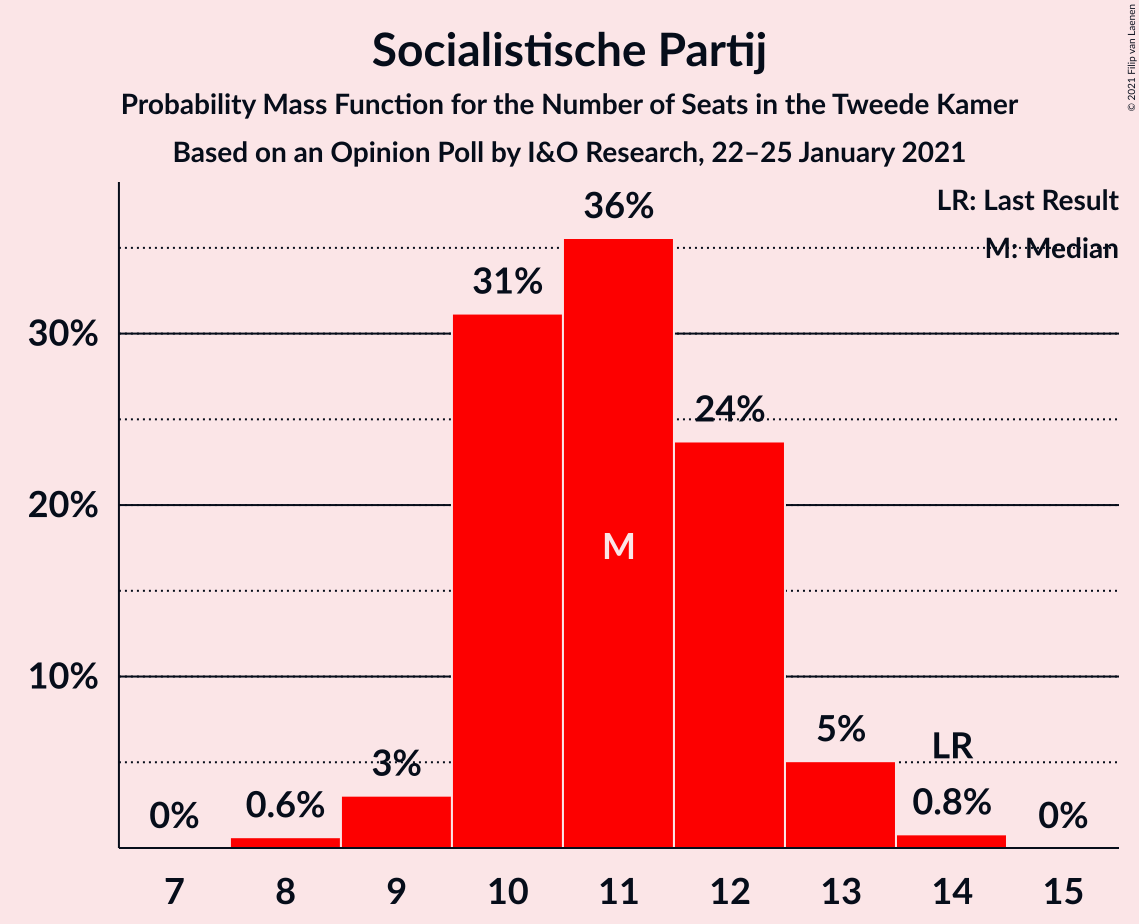 Socialistische Partij
Probability Mass Function for the Number of Seats in the Tweede Kamer
Based on an Opinion Poll by I&O Research, 22–25 January 2021
© 2021 Filip van Laenen
LR: Last Result
M: Median
36%
31%
30%
24%
20%
M
10%
5%
LR
3%
0.6%
0.8%
0%
0%
7 8 9 10 11 12 13 14 15